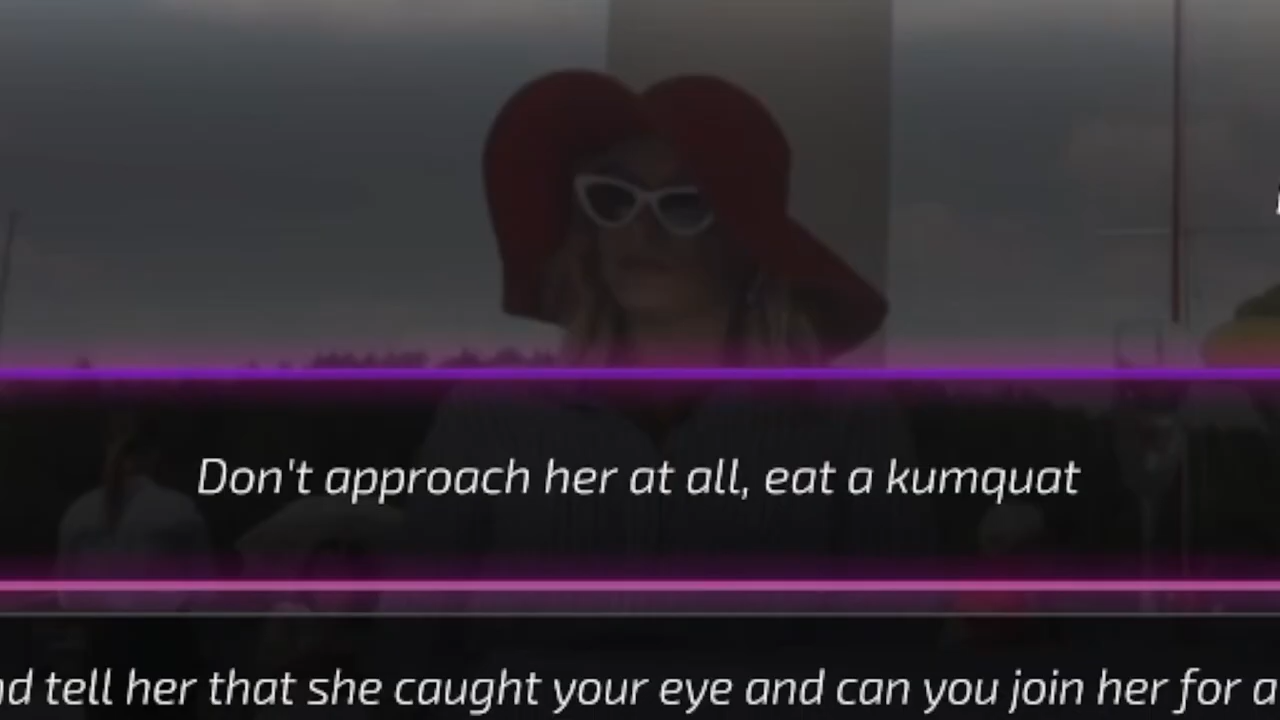 Don't approach her at all, eat a kumquat
tell her that she caught your eye and can you join her for a